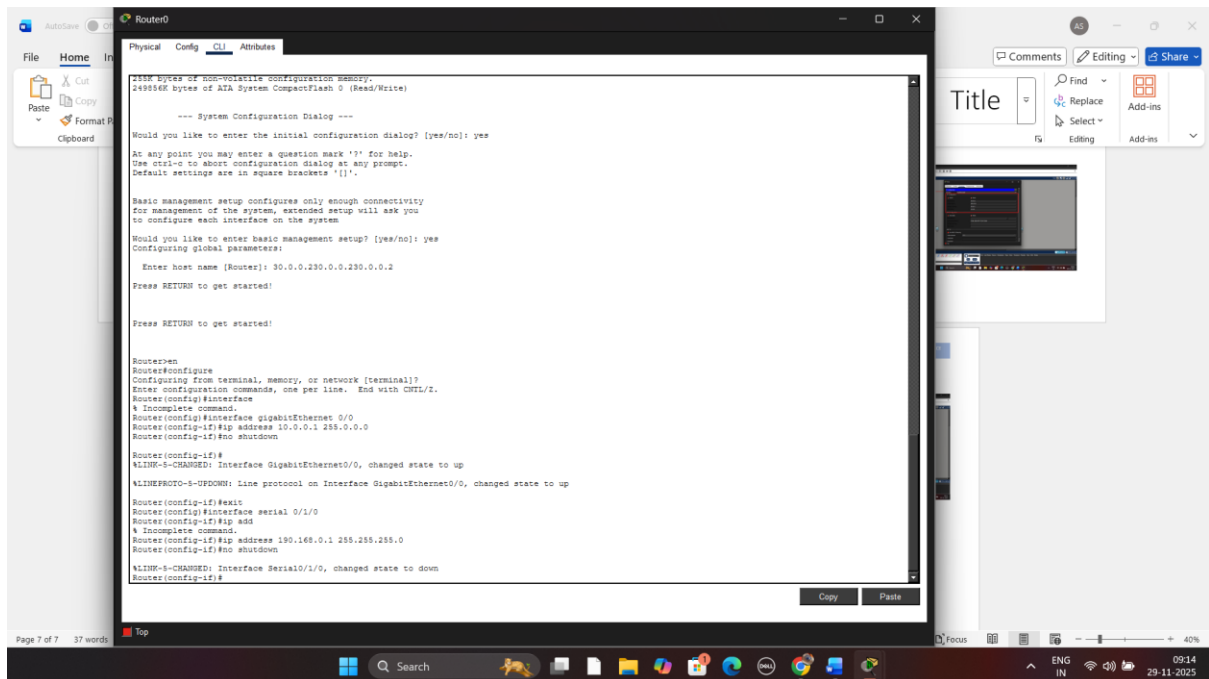 AutoSave
Router0
AS
File
Home
In
Physical
Config
CLI
Attributes
Comments
Editing
Share
Paste
Cut
Copy
Format P
Clipboard
Title
Find
Replace
Select
Editing
Add-ins
Add-ins
255K bytes of non-volatile configuration memory.
249856K bytes of ATA System CompactFlash 0 (Read/Write)
--- System Configuration Dialog ---
Would you like to enter the initial configuration dialog? [yes/no]: yes
At any point you may enter a question mark '?' for help.
Use ctrl-c to abort configuration dialog at any prompt.
Default settings are in square brackets '[]'.
Basic management setup configures only enough connectivity
for management of the system, extended setup will ask you
to configure each interface on the system
Would you like to enter basic management setup? [yes/no]: yes
Configuring global parameters:
Enter host name [Router]: 30.0.0.230.0.0.230.0.0.2
Press RETURN to get started!
Press RETURN to get started!
Router>en
Router#configure
Configuring from terminal, memory, or network [terminal]?
Enter configuration commands, one per line. End with CNTL/Z.
Router(config)#interface
% Incomplete command.
Router(config)#interface gigabitEthernet 0/0
Router(config-if)#ip address 10.0.0.1 255.0.0.0
Router(config-if)#no shutdown
Router(config-if)#
%LINK-5-CHANGED: Interface GigabitEthernet0/0, changed state to up
%LINEPROTO-5-UPDOWN: Line protocol on Interface GigabitEthernet0/0, changed state to up
Router(config-if)#exit
Router(config)#interface serial 0/1/0
Router(config-if)#ip add
% Incomplete command.
Router(config-if)#ip address 190.168.0.1 255.255.255.0
Router(config-if)#no shutdown
%LINK-5-CHANGED: Interface Serial0/1/0, changed state to down
Router(config-if)#
Copy
Paste
Top
Page 7 of 7
37 words
Focus
40%
Search
DELL
ENG
IN
09:14
29-11-2025